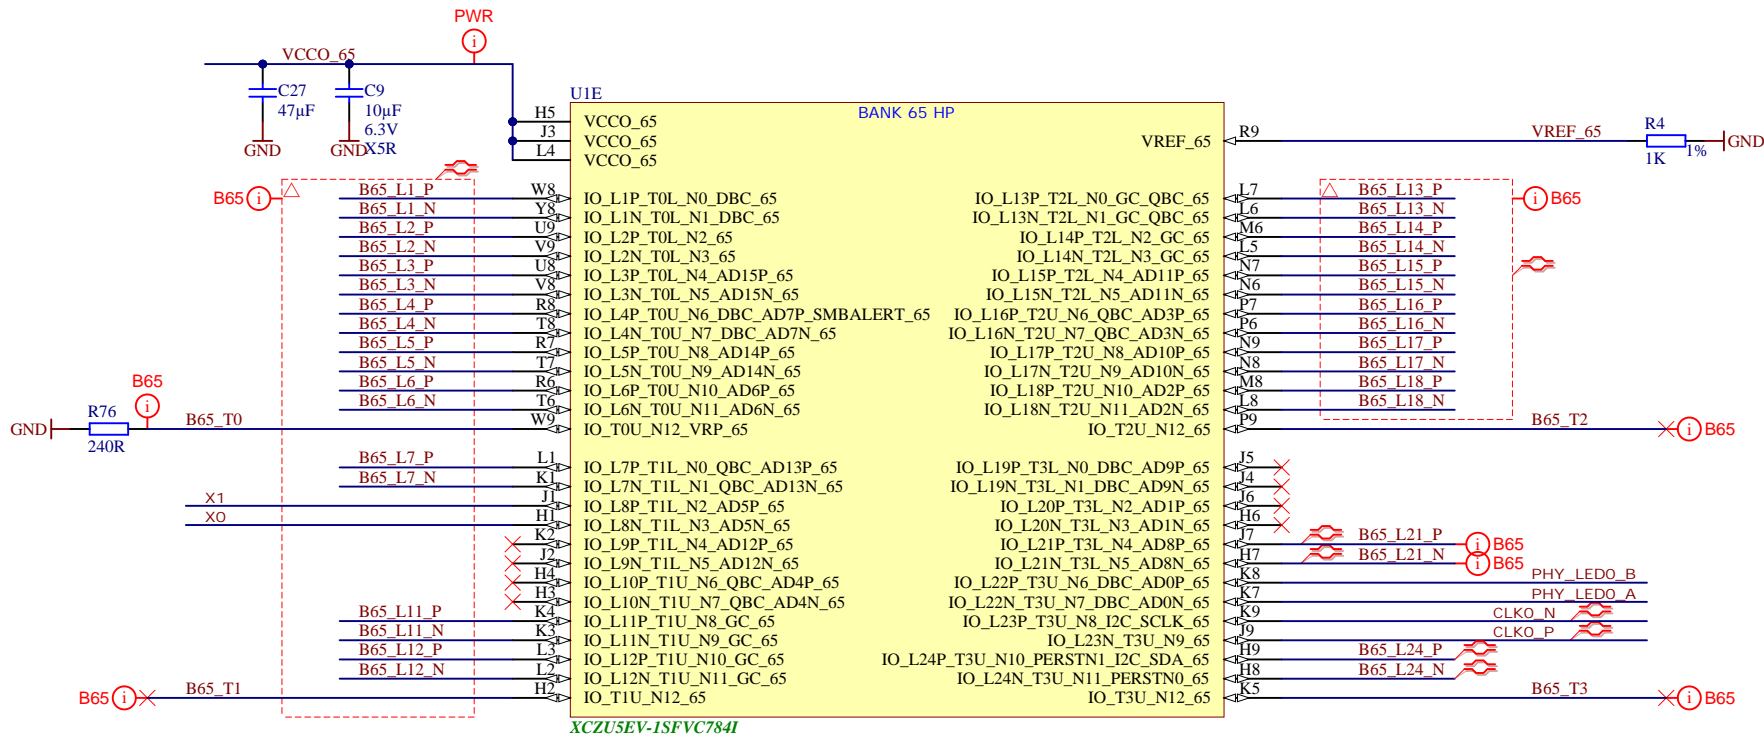 PWR
VCCO_65
C27
47µF
GND
C9
10µF
6.3V
X5R
GND
U1E
BANK 65 HP
H5 VCCO_65
J3 VCCO_65
L4 VCCO_65
VREF_65 R9 VREF_65 R4 1K 1% GND
B65 i
B65_L1_P W8 IO_L1P_T0L_N0_DBC_65
B65_L1_N Y8 IO_L1N_T0L_N1_DBC_65
B65_L2_P U9 IO_L2P_T0L_N2_65
B65_L2_N V9 IO_L2N_T0L_N3_65
B65_L3_P U8 IO_L3P_T0L_N4_AD15P_65
B65_L3_N V8 IO_L3N_T0L_N5_AD15N_65
B65_L4_P R8 IO_L4P_T0U_N6_DBC_AD7P_SMBALERT_65
B65_L4_N T8 IO_L4N_T0U_N7_DBC_AD7N_65
B65_L5_P R7 IO_L5P_T0U_N8_AD14P_65
B65_L5_N T7 IO_L5N_T0U_N9_AD14N_65
B65_L6_P R6 IO_L6P_T0U_N10_AD6P_65
B65_L6_N T6 IO_L6N_T0U_N11_AD6N_65
B65 i
GND R76 240R B65_T0 W9 IO_T0U_N12_VRP_65
B65_L7_P L1 IO_L7P_T1L_N0_QBC_AD13P_65
B65_L7_N K1 IO_L7N_T1L_N1_QBC_AD13N_65
X1 J1 IO_L8P_T1L_N2_AD5P_65
X0 H1 IO_L8N_T1L_N3_AD5N_65
K2 IO_L9P_T1L_N4_AD12P_65
J2 IO_L9N_T1L_N5_AD12N_65
H4 IO_L10P_T1U_N6_QBC_AD4P_65
H3 IO_L10N_T1U_N7_QBC_AD4N_65
B65_L11_P K4 IO_L11P_T1U_N8_GC_65
B65_L11_N K3 IO_L11N_T1U_N9_GC_65
B65_L12_P L3 IO_L12P_T1U_N10_GC_65
B65_L12_N L2 IO_L12N_T1U_N11_GC_65
B65 i B65_T1 H2 IO_T1U_N12_65
IO_L13P_T2L_N0_GC_QBC_65 L7 B65_L13_P i B65
IO_L13N_T2L_N1_GC_QBC_65 L6 B65_L13_N
IO_L14P_T2L_N2_GC_65 M6 B65_L14_P
IO_L14N_T2L_N3_GC_65 L5 B65_L14_N
IO_L15P_T2L_N4_AD11P_65 N7 B65_L15_P
IO_L15N_T2L_N5_AD11N_65 N6 B65_L15_N
IO_L16P_T2U_N6_QBC_AD3P_65 P7 B65_L16_P
IO_L16N_T2U_N7_QBC_AD3N_65 P6 B65_L16_N
IO_L17P_T2U_N8_AD10P_65 N9 B65_L17_P
IO_L17N_T2U_N9_AD10N_65 N8 B65_L17_N
IO_L18P_T2U_N10_AD2P_65 M8 B65_L18_P
IO_L18N_T2U_N11_AD2N_65 L8 B65_L18_N
IO_T2U_N12_65 P9 B65_T2 i B65
IO_L19P_T3L_N0_DBC_AD9P_65 J5
IO_L19N_T3L_N1_DBC_AD9N_65 J4
IO_L20P_T3L_N2_AD1P_65 J6
IO_L20N_T3L_N3_AD1N_65 H6
IO_L21P_T3L_N4_AD8P_65 J7 B65_L21_P i B65
IO_L21N_T3L_N5_AD8N_65 H7 B65_L21_N i B65
IO_L22P_T3U_N6_DBC_AD0P_65 K8 PHY_LED0_B
IO_L22N_T3U_N7_DBC_AD0N_65 K7 PHY_LED0_A
IO_L23P_T3U_N8_I2C_SCLK_65 K9 CLK0_N
IO_L23N_T3U_N9_65 J9 CLK0_P
IO_L24P_T3U_N10_PERSTN1_I2C_SDA_65 H9 B65_L24_P
IO_L24N_T3U_N11_PERSTN0_65 H8 B65_L24_N
IO_T3U_N12_65 K5 B65_T3 i B65
XCZU5EV-1SFVC784I